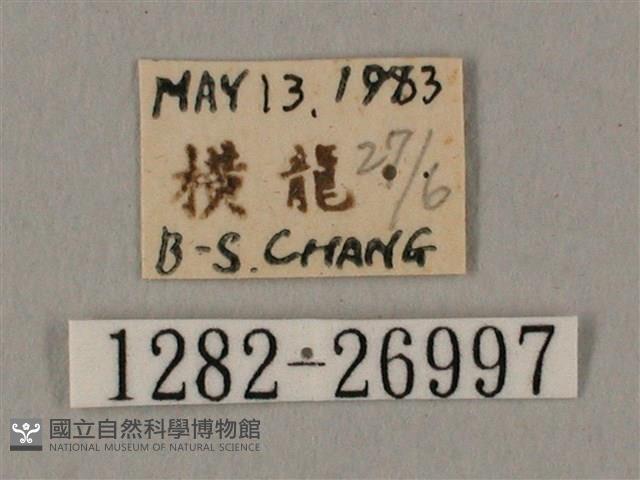 MAY 13, 1983
横龍 27/6
B-S. CHANG
1282-26997
國立自然科學博物館
NATIONAL MUSEUM OF NATURAL SCIENCE